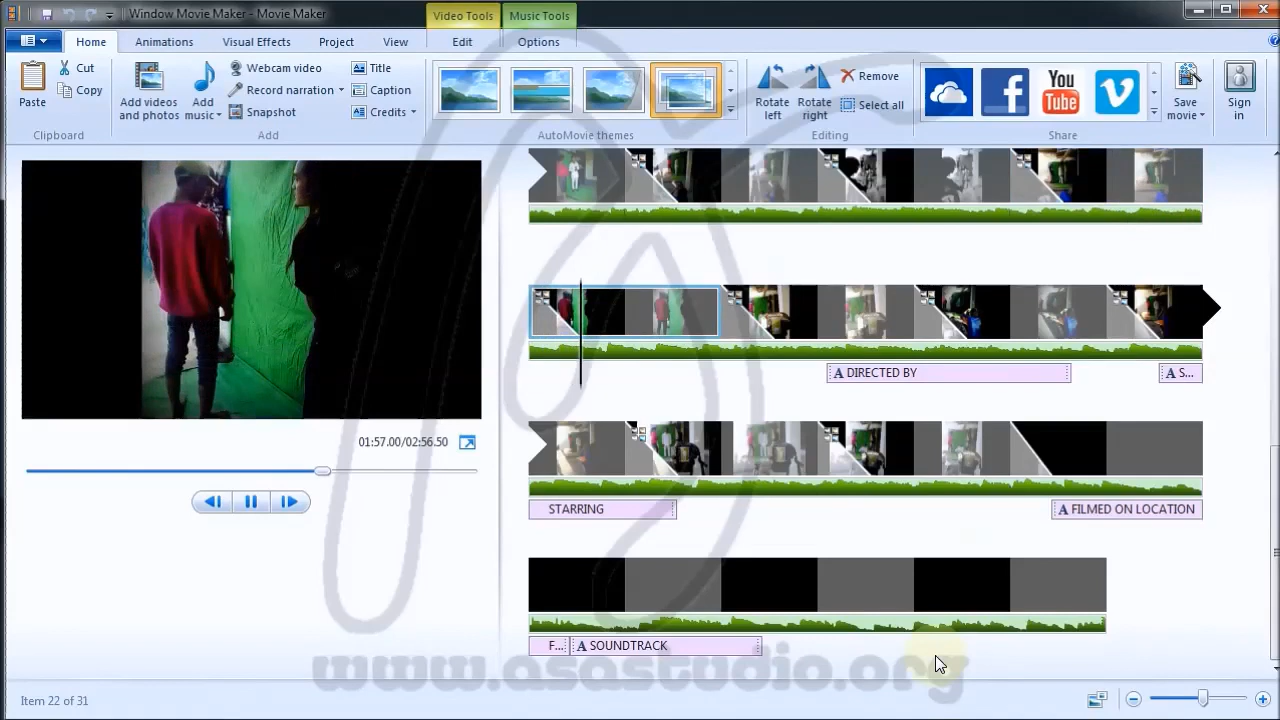 Window Movie Maker - Movie Maker
Video Tools
Music Tools
Home
Animations
Visual Effects
Project
View
Edit
Options
Paste
Cut
Copy
Clipboard
Add videos
and photos
Add
music
Webcam video
Record narration
Snapshot
Title
Caption
Credits
Add
AutoMovie themes
Rotate
left
Rotate
right
Remove
Select all
Editing
You
Tube
Share
Save
movie
Sign
in
01:57.00/02:56.50
A DIRECTED BY
A S...
STARRING
A FILMED ON LOCATION
F...
A SOUNDTRACK
www.asastudio.org
Item 22 of 31